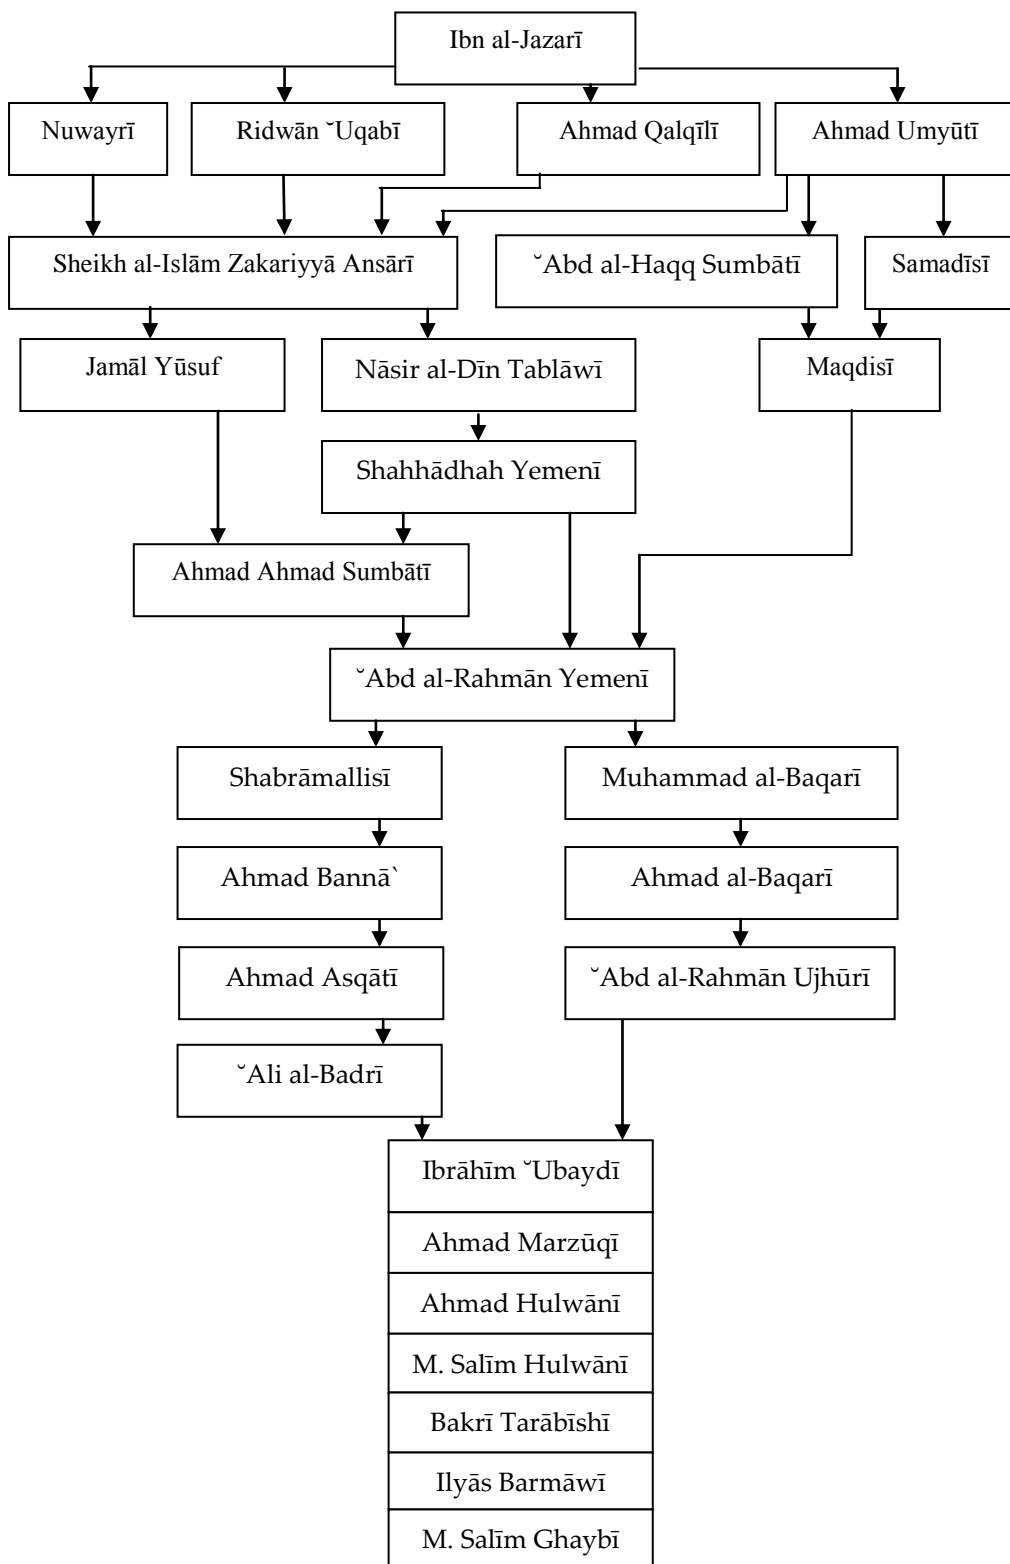 Ibn al-Jazarī
Nuwayrī
Ridwān ˘Uqabī
Ahmad Qalqīlī
Ahmad Umyūtī
Sheikh al-Islām Zakariyyā Ansārī
˘Abd al-Haqq Sumbātī
Samadīsī
Jamāl Yūsuf
Nāsir al-Dīn Tablāwī
Maqdisī
Shahhādhah Yemenī
Ahmad Ahmad Sumbātī
˘Abd al-Rahmān Yemenī
Shabrāmallisī
Muhammad al-Baqarī
Ahmad Bannā`
Ahmad al-Baqarī
Ahmad Asqātī
˘Abd al-Rahmān Ujhūrī
˘Ali al-Badrī
Ibrāhīm ˘Ubaydī
Ahmad Marzūqī
Ahmad Hulwānī
M. Salīm Hulwānī
Bakrī Tarābīshī
Ilyās Barmāwī
M. Salīm Ghaybī